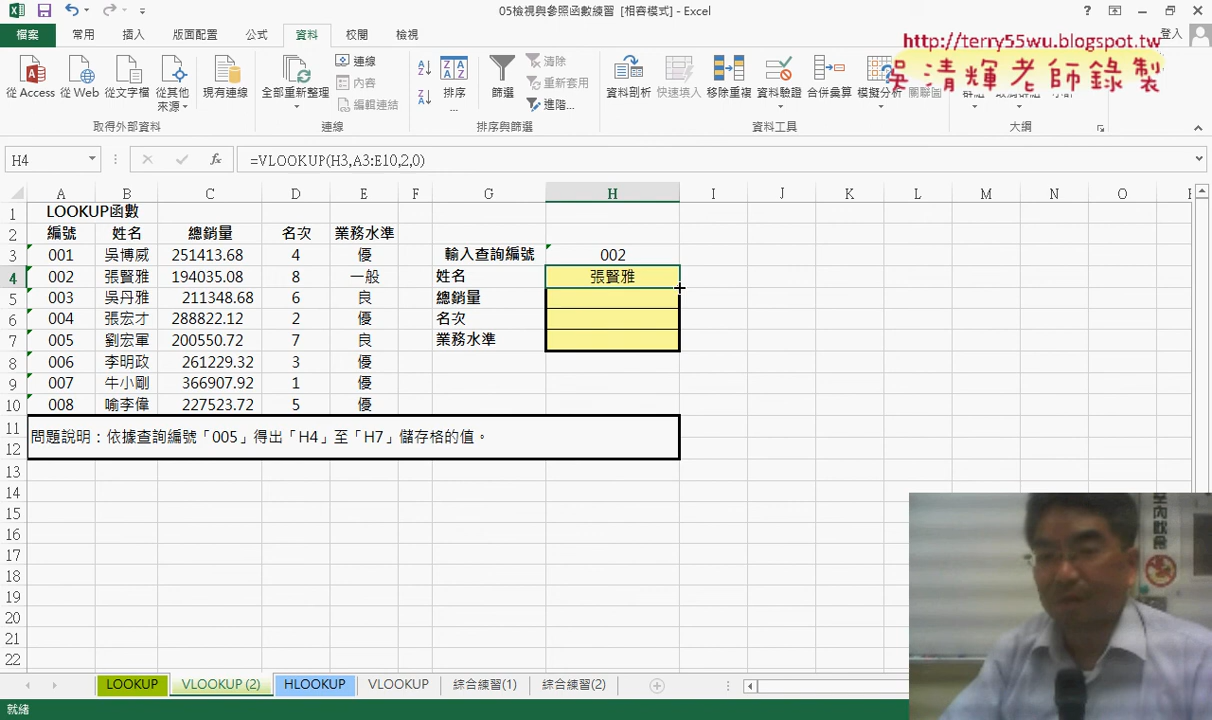 05檢視與參照函數練習 [相容模式] - Excel
檔案 常用 插入 版面配置 公式 資料 校閱 檢視 登入
http://terry55wu.blogspot.tw
吳清輝老師錄製
從 Access 從 Web 從文字檔 從其他來源 現有連線 全部重新整理 連線 內容 編輯連結 排序... 篩選 清除 重新套用 進階... 資料剖析 快速填入 移除重複 資料驗證 合併彙算 模擬分析 關聯圖
取得外部資料 連線 排序與篩選 資料工具 大綱
H4 =VLOOKUP(H3,A3:E10,2,0)
A B C D E F G H I J K L M N O
1 LOOKUP函數
2 編號 姓名 總銷量 名次 業務水準
3 001 吳博威 251413.68 4 優 輸入查詢編號 002
4 002 張賢雅 194035.08 8 一般 姓名 張賢雅
5 003 吳丹雅 211348.68 6 良 總銷量
6 004 張宏才 288822.12 2 優 名次
7 005 劉宏軍 200550.72 7 良 業務水準
8 006 李明政 261229.32 3 優
9 007 牛小剛 366907.92 1 優
10 008 喻李偉 227523.72 5 優
11 問題說明：依據查詢編號「005」得出「H4」至「H7」儲存格的值。
12
13
14
15
16
17
18
19
20
21
22
LOOKUP VLOOKUP (2) HLOOKUP VLOOKUP 綜合練習(1) 綜合練習(2)
就緒